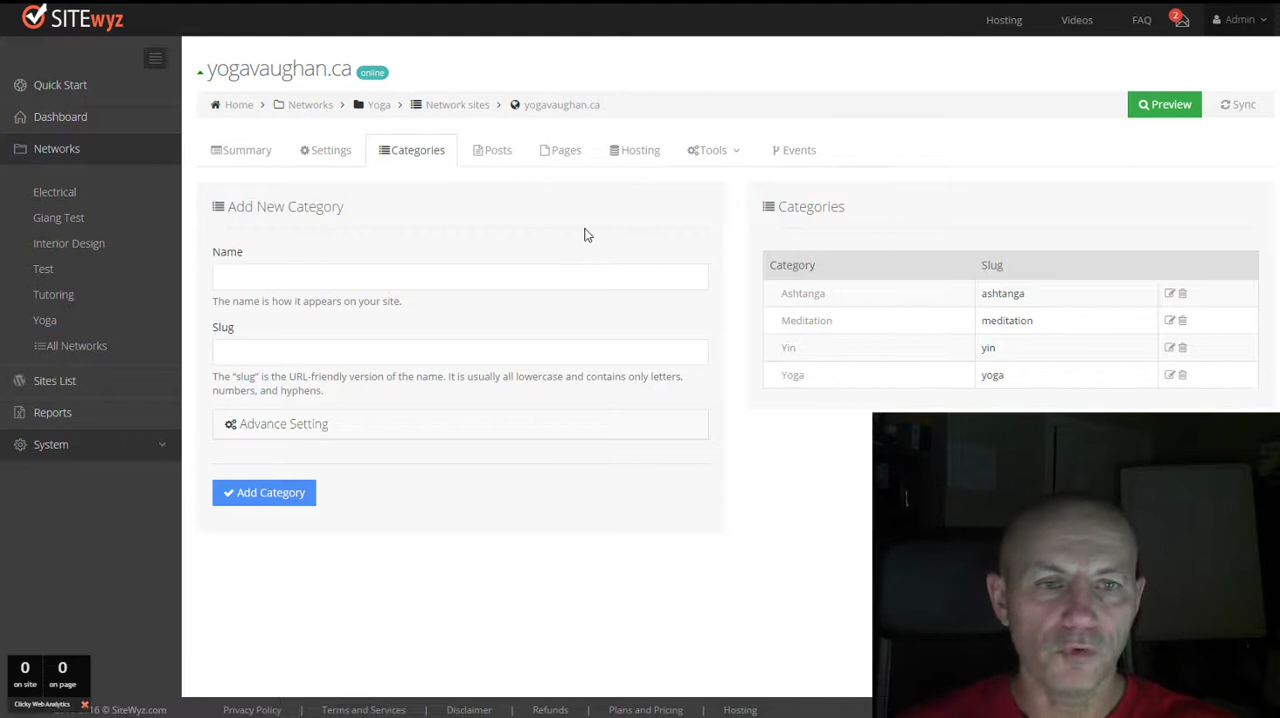 SITEwyz
Hosting
Videos
FAQ
2
Admin
Quick Start
Dashboard
Networks
Electrical
Giang Test
Interior Design
Test
Tutoring
Yoga
All Networks
Sites List
Reports
System
yogavaughan.ca online
Home > Networks > Yoga > Network sites > yogavaughan.ca
Preview
Sync
Summary
Settings
Categories
Posts
Pages
Hosting
Tools
Events
Add New Category
Name
The name is how it appears on your site.
Slug
The “slug” is the URL-friendly version of the name. It is usually all lowercase and contains only letters,
numbers, and hyphens.
Advance Setting
Add Category
Categories
Category Slug
Ashtanga ashtanga
Meditation meditation
Yin yin
Yoga yoga
0 0
on site on page
Clicky Web Analytics
2016 © SiteWyz.com
Privacy Policy | Terms and Services | Disclaimer | Refunds | Plans and Pricing | Hosting